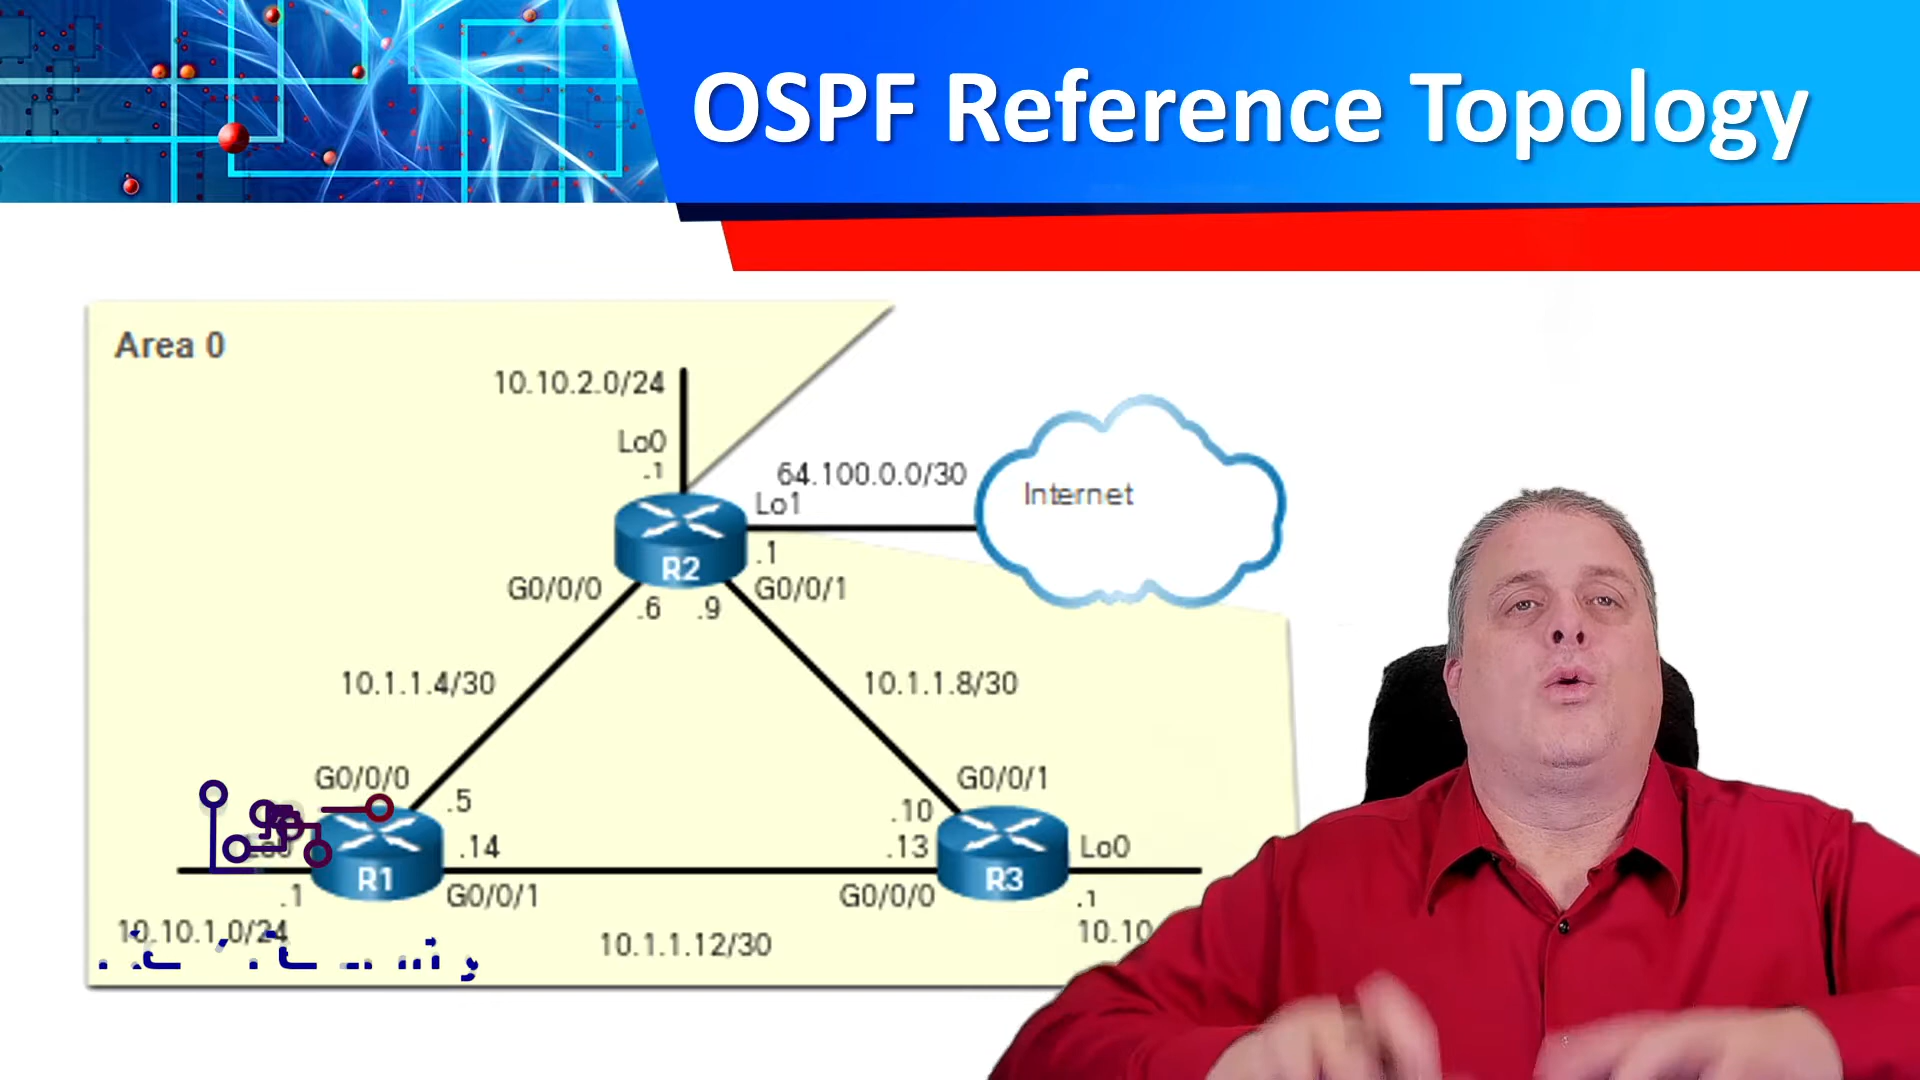 OSPF Reference Topology
Area 0
10.10.2.0/24
Lo0
.1
64.100.0.0/30
Lo1
Internet
.1
R2
G0/0/0
G0/0/1
.6
.9
10.1.1.4/30
10.1.1.8/30
G0/0/0
G0/0/1
.5
.10
.14
.13
Lo0
R1
R3
.1
G0/0/1
G0/0/0
.1
10.10.1.0/24
10.1.1.12/30
10.10